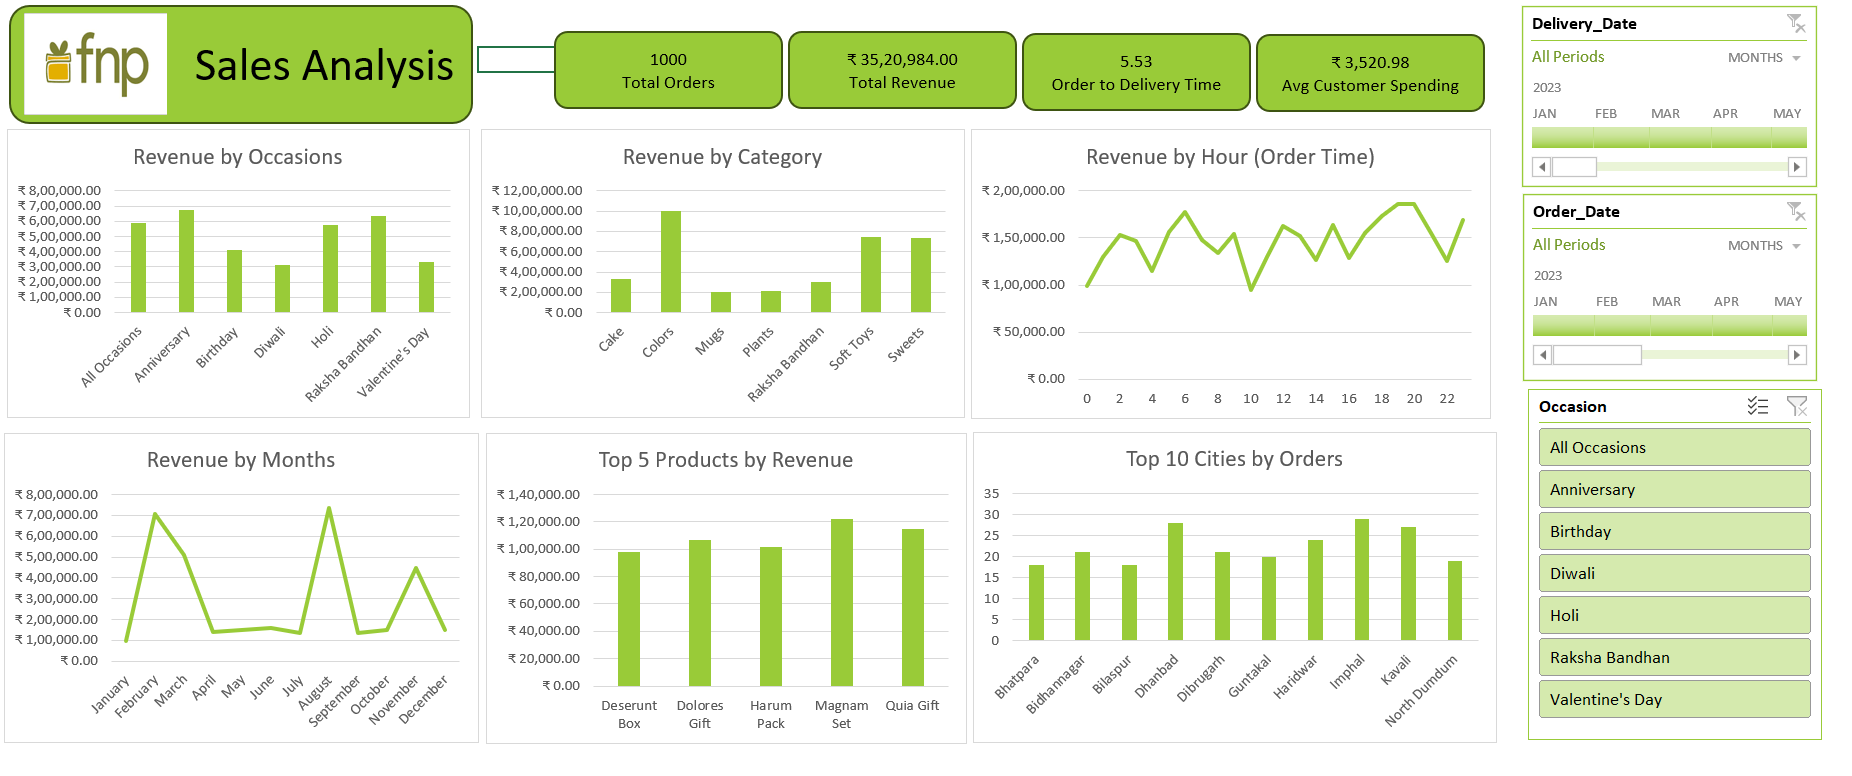 fnp
Sales Analysis
1000
Total Orders
₹ 35,20,984.00
Total Revenue
5.53
Order to Delivery Time
₹ 3,520.98
Avg Customer Spending
Revenue by Occasions
₹ 8,00,000.00
₹ 7,00,000.00
₹ 6,00,000.00
₹ 5,00,000.00
₹ 4,00,000.00
₹ 3,00,000.00
₹ 2,00,000.00
₹ 1,00,000.00
₹ 0.00
All Occasions
Anniversary
Birthday
Diwali
Holi
Raksha Bandhan
Valentine's Day
Revenue by Category
₹ 12,00,000.00
₹ 10,00,000.00
₹ 8,00,000.00
₹ 6,00,000.00
₹ 4,00,000.00
₹ 2,00,000.00
₹ 0.00
Cake
Colors
Mugs
Plants
Raksha Bandhan
Soft Toys
Sweets
Revenue by Hour (Order Time)
₹ 2,00,000.00
₹ 1,50,000.00
₹ 1,00,000.00
₹ 50,000.00
₹ 0.00
0 2 4 6 8 10 12 14 16 18 20 22
Revenue by Months
₹ 8,00,000.00
₹ 7,00,000.00
₹ 6,00,000.00
₹ 5,00,000.00
₹ 4,00,000.00
₹ 3,00,000.00
₹ 2,00,000.00
₹ 1,00,000.00
₹ 0.00
January
February
March
April
May
June
July
August
September
October
November
December
Top 5 Products by Revenue
₹ 1,40,000.00
₹ 1,20,000.00
₹ 1,00,000.00
₹ 80,000.00
₹ 60,000.00
₹ 40,000.00
₹ 20,000.00
₹ 0.00
Deserunt
Box
Dolores
Gift
Harum
Pack
Magnam
Set
Quia Gift
Top 10 Cities by Orders
35
30
25
20
15
10
5
0
Bhatpara
Bidhannagar
Bilaspur
Dhanbad
Dibrugarh
Guntakal
Haridwar
Imphal
Kavali
North Dumdum
Delivery_Date
All Periods MONTHS
2023
JAN FEB MAR APR MAY
Order_Date
All Periods MONTHS
2023
JAN FEB MAR APR MAY
Occasion
All Occasions
Anniversary
Birthday
Diwali
Holi
Raksha Bandhan
Valentine's Day